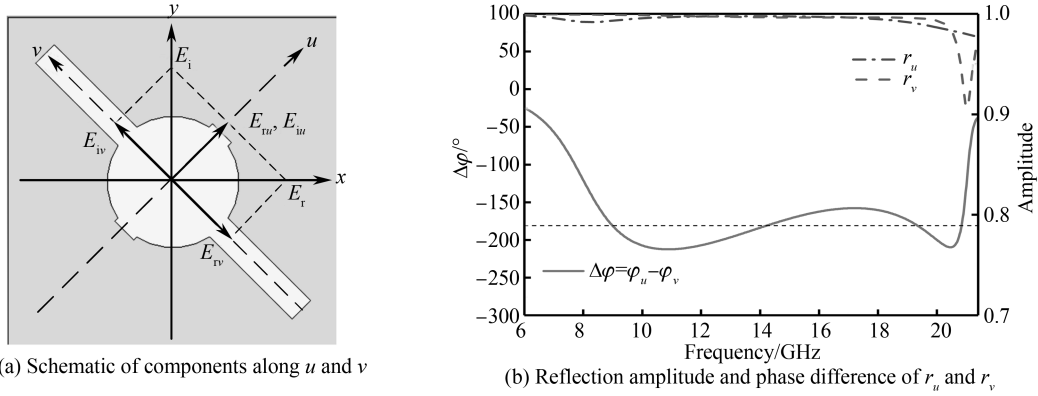 y
v
u
E_i
E_ru, E_iu
E_iv
x
E_r
E_rv
(a) Schematic of components along u and v
100
50
0
−50
−100
−150
−200
−250
−300
Δφ/°
1.0
0.9
0.8
0.7
Amplitude
r_u
r_v
Δφ=φ_u−φ_v
6 8 10 12 14 16 18 20
Frequency/GHz
(b) Reflection amplitude and phase difference of r_u and r_v